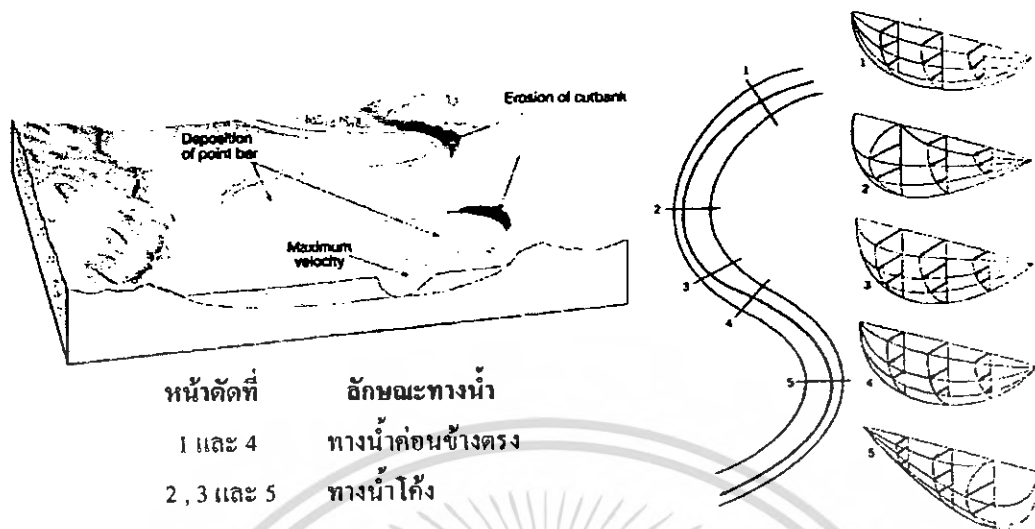 Erosion of cutbank
Deposition
of point bar
Maximum
velocity
1
2
3
4
5
1
2
3
4
5
หน้าตัดที่ ลักษณะทางน้ำ
1 และ 4 ทางน้ำค่อนข้างตรง
2 , 3 และ 5 ทางน้ำโค้ง